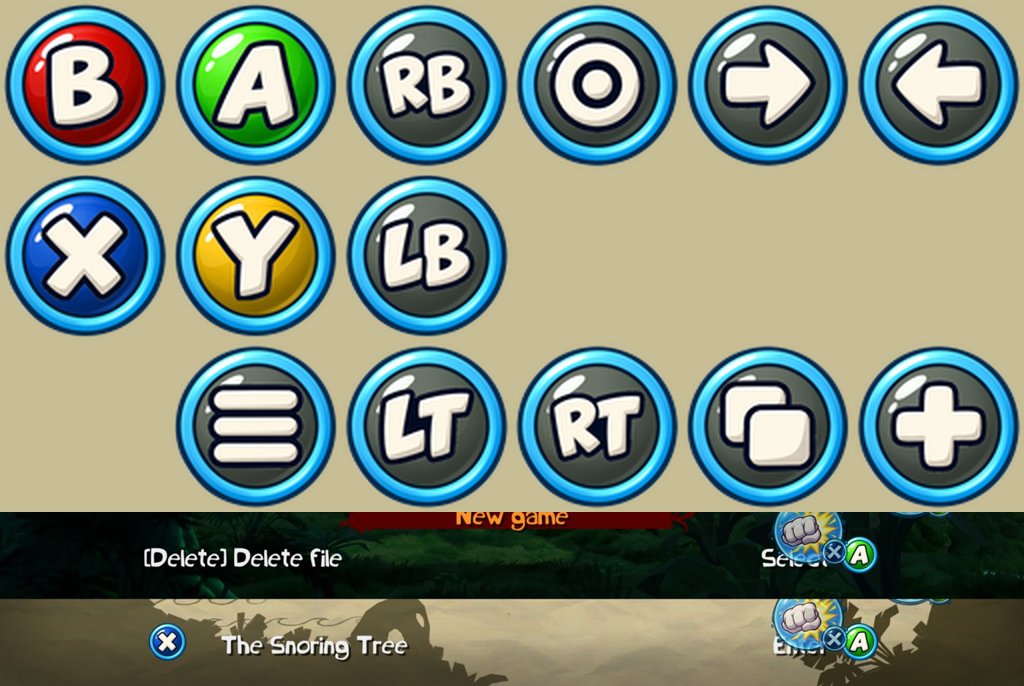 B A RB
X Y LB
LT RT
New game
[Delete] Delete file
X A
X The Snoring Tree
X A